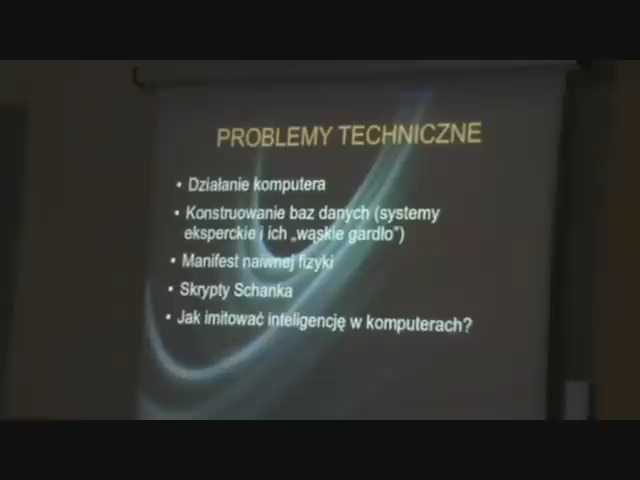 PROBLEMY TECHNICZNE
• Działanie komputera
• Konstruowanie baz danych (systemy
eksperckie i ich „wąskie gardło”)
• Manifest naiwnej fizyki
• Skrypty Schanka
• Jak imitować inteligencję w komputerach?